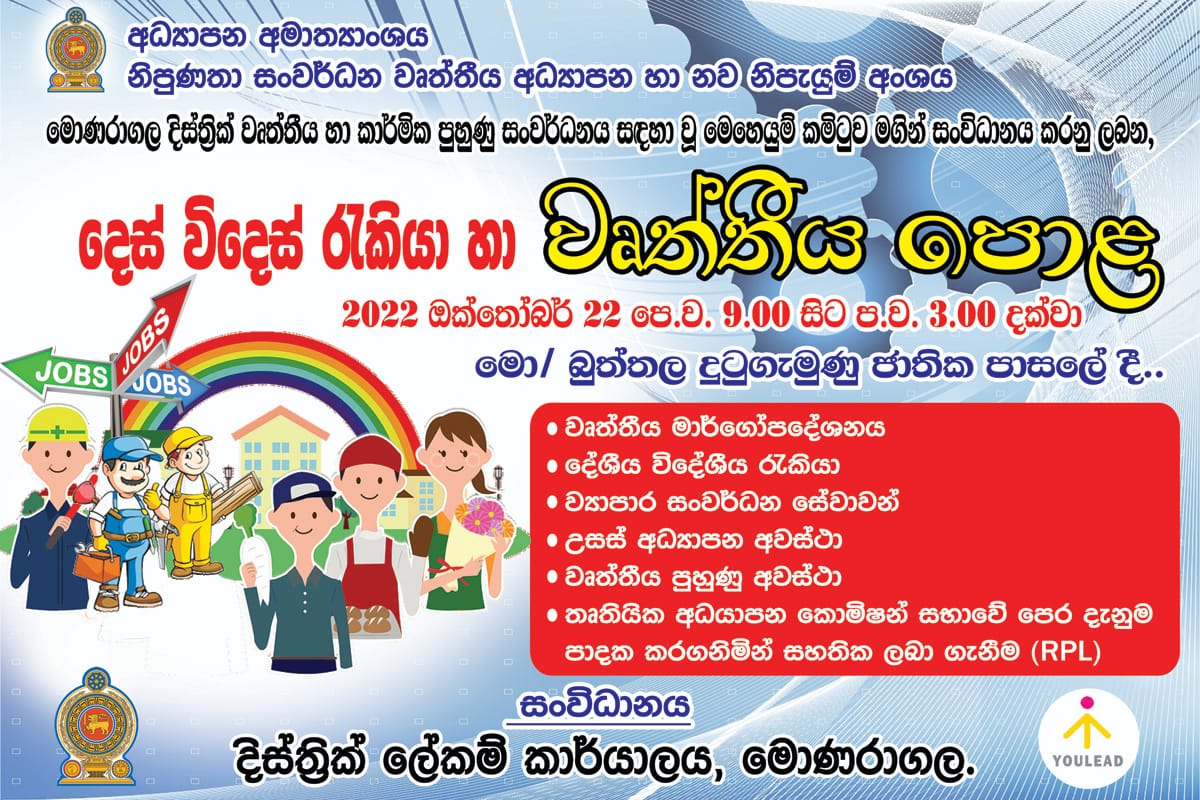 අධ්‍යාපන අමාත්‍යාංශය
නිපුණතා සංවර්ධන වෘත්තීය අධ්‍යාපන හා නව නිපැයුම් අංශය
මොණරාගල දිස්ත්‍රික් වෘත්තීය හා කාර්මික පුහුණු සංවර්ධනය සඳහා වූ මෙහෙයුම් කමිටුව මගින් සංවිධානය කරනු ලබන,
දෙස් විදෙස් රැකියා හා වෘත්තීය පොළ
2022 ඔක්තෝබර් 22 පෙ.ව. 9.00 සිට ප.ව. 3.00 දක්වා
මො/ බුත්තල දුටුගැමුණු ජාතික පාසලේ දී..
JOBS
JOBS
JOBS
• වෘත්තීය මාර්ගෝපදේශනය
• දේශීය විදේශීය රැකියා
• ව්‍යාපාර සංවර්ධන සේවාවන්
• උසස් අධ්‍යාපන අවස්ථා
• වෘත්තීය පුහුණු අවස්ථා
• තෘතියික අධයාපන කොමිෂන් සභාවේ පෙර දැනුම
පාදක කරගනිමින් සහතික ලබා ගැනීම (RPL)
සංවිධානය
දිස්ත්‍රික් ලේකම් කාර්යාලය, මොණරාගල.
YOULEAD